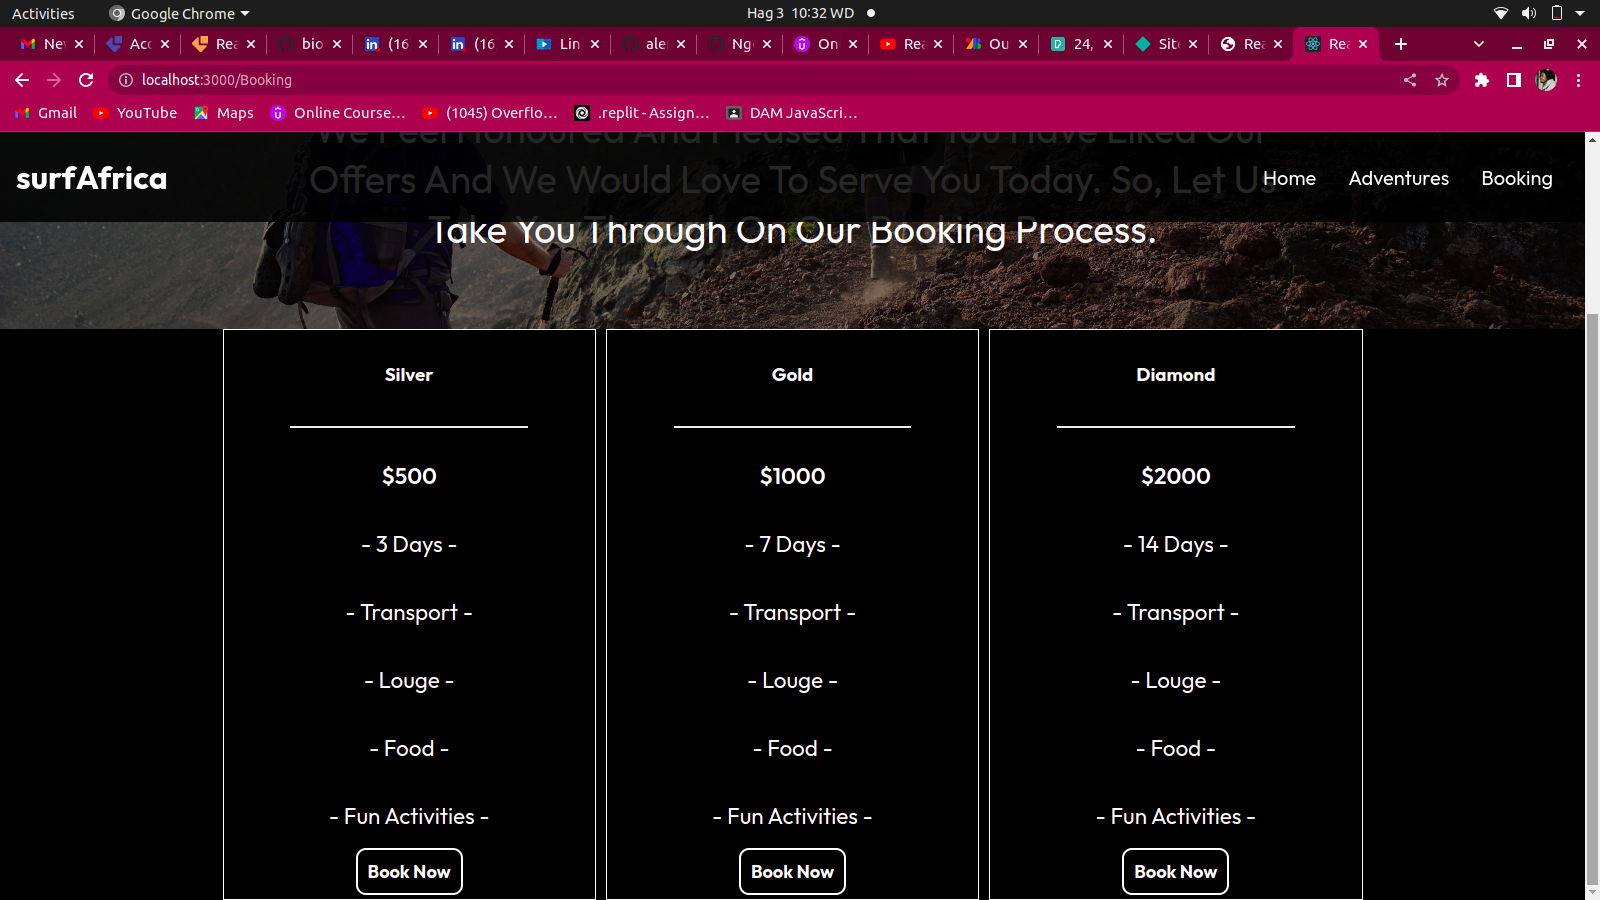 Activities Google Chrome Hag 3 10:32 WD
Nev Acc Rea bio (16 (16 Lin ale Ng On Rea Ou 24, Site Rea Rea
localhost:3000/Booking
Gmail YouTube Maps Online Course... (1045) Overflo... .replit - Assign... DAM JavaScri...
We Feel Honoured And Pleased That You Have Liked Our
surfAfrica Home Adventures Booking
Offers And We Would Love To Serve You Today. So, Let Us
Take You Through On Our Booking Process.
Silver Gold Diamond
$500 $1000 $2000
- 3 Days - - 7 Days - - 14 Days -
- Transport - - Transport - - Transport -
- Louge - - Louge - - Louge -
- Food - - Food - - Food -
- Fun Activities - - Fun Activities - - Fun Activities -
Book Now Book Now Book Now